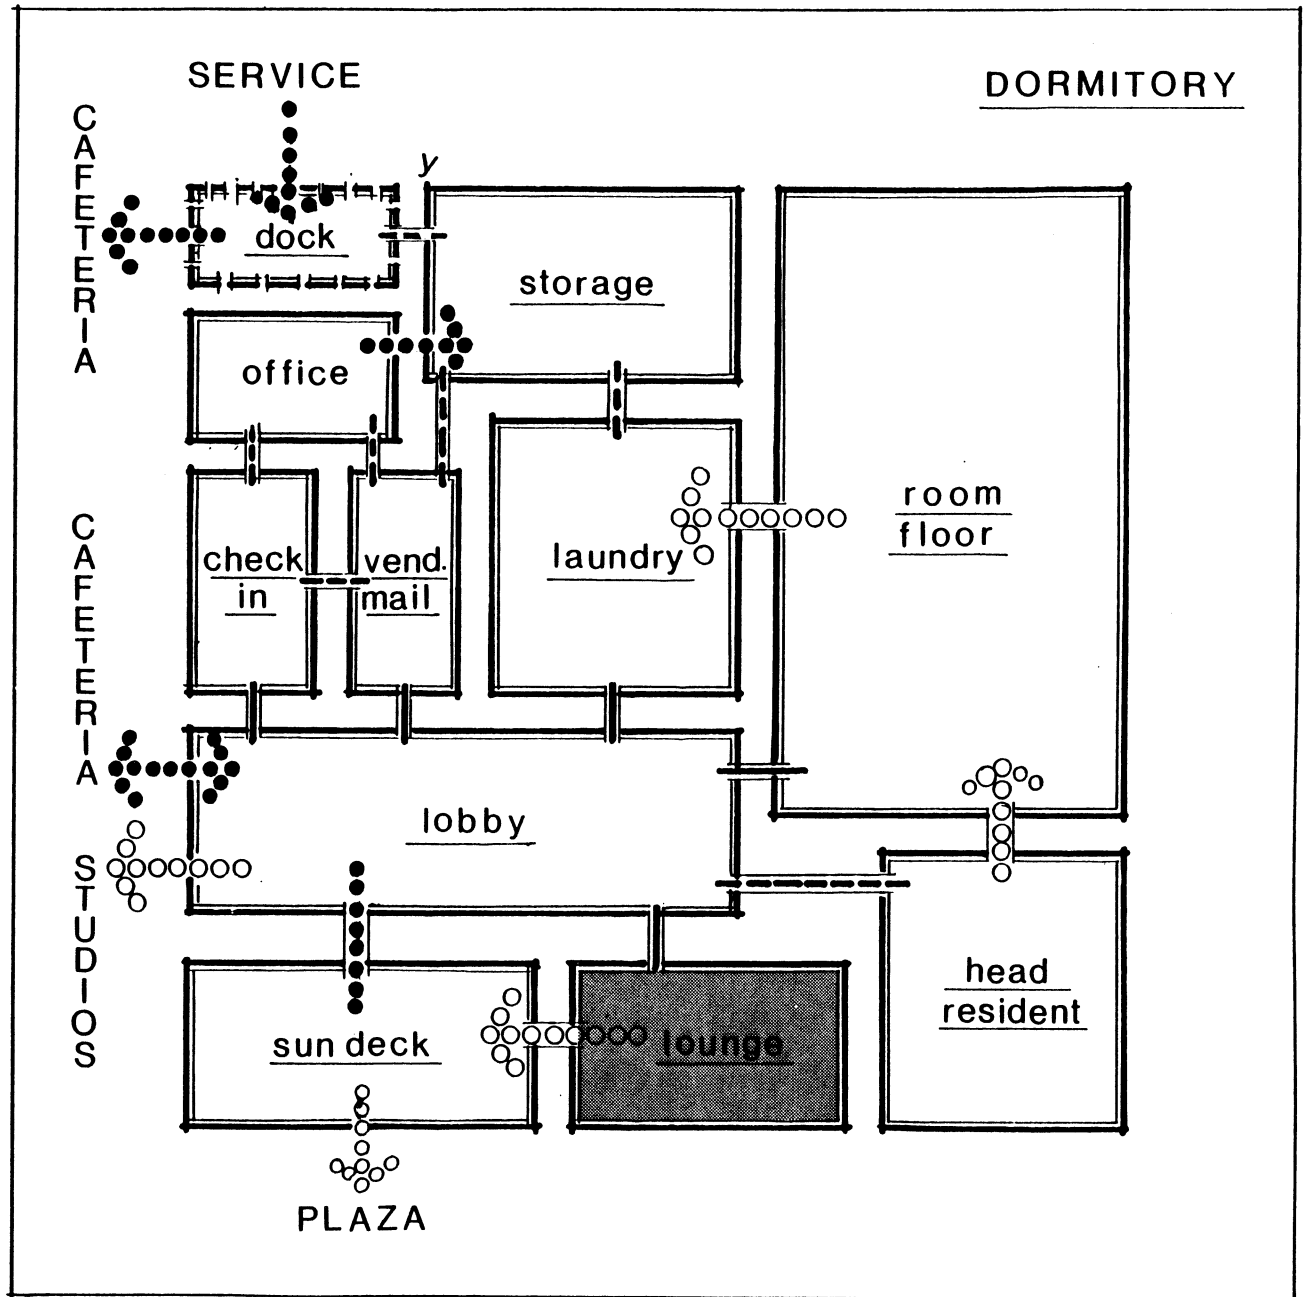 SERVICE
DORMITORY
CAFETERIA
y
dock
storage
office
room
floor
check
in
vend.
mail
laundry
CAFETERIA
lobby
STUDIOS
head
resident
sun deck
lounge
PLAZA